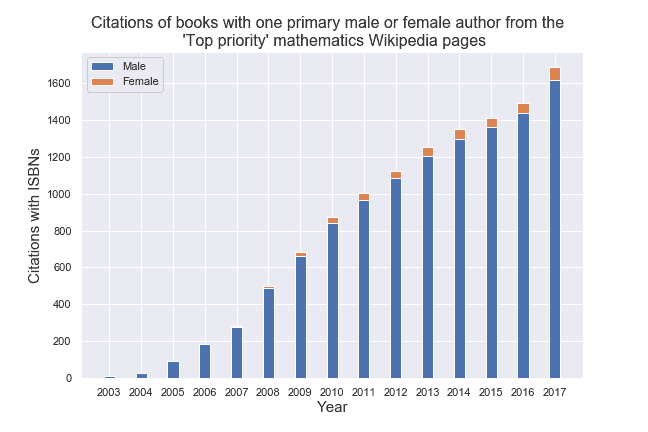 Citations of books with one primary male or female author from the
'Top priority' mathematics Wikipedia pages
Male
Female
Citations with ISBNs
1600
1400
1200
1000
800
600
400
200
0
2003 2004 2005 2006 2007 2008 2009 2010 2011 2012 2013 2014 2015 2016 2017
Year